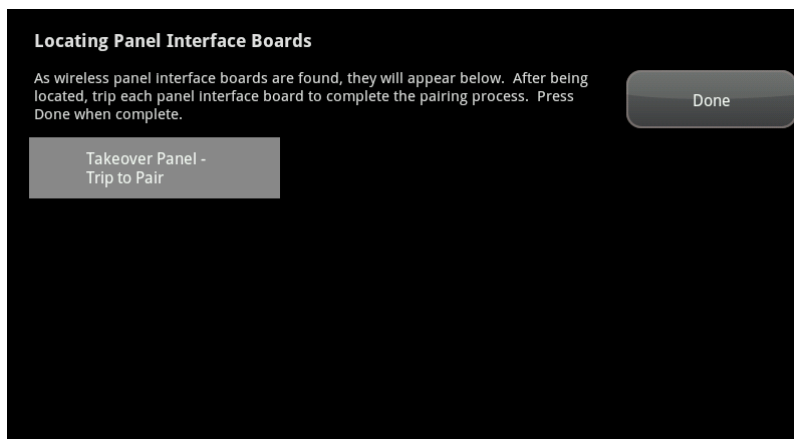 Locating Panel Interface Boards
As wireless panel interface boards are found, they will appear below.  After being
located, trip each panel interface board to complete the pairing process.  Press
Done when complete.
Done
Takeover Panel -
Trip to Pair